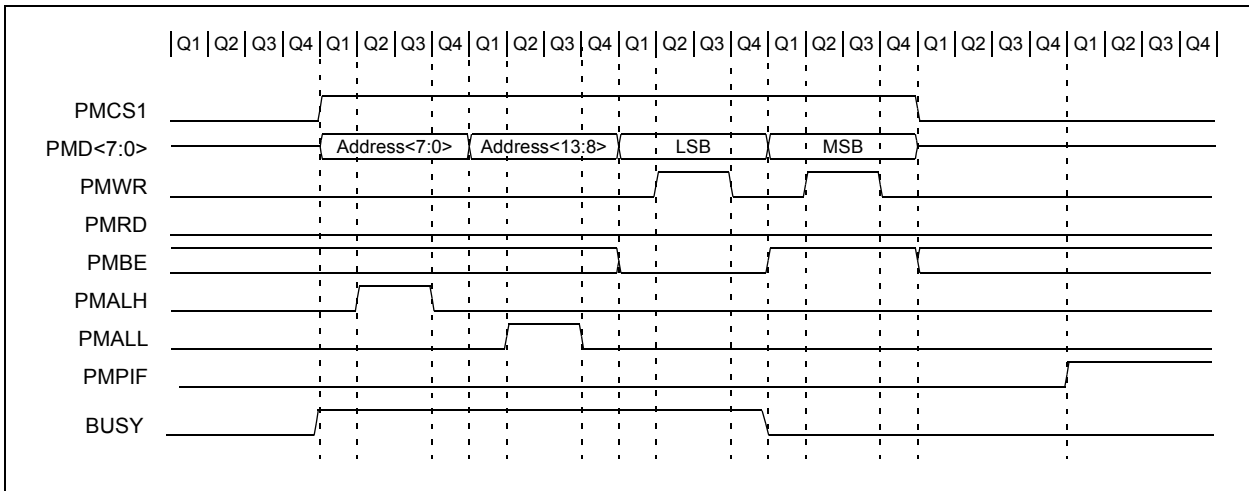 Q1 Q2 Q3 Q4 Q1 Q2 Q3 Q4 Q1 Q2 Q3 Q4 Q1 Q2 Q3 Q4 Q1 Q2 Q3 Q4 Q1 Q2 Q3 Q4 Q1 Q2 Q3 Q4
PMCS1
PMD<7:0> Address<7:0> Address<13:8> LSB MSB
PMWR
PMRD
PMBE
PMALH
PMALL
PMPIF
BUSY